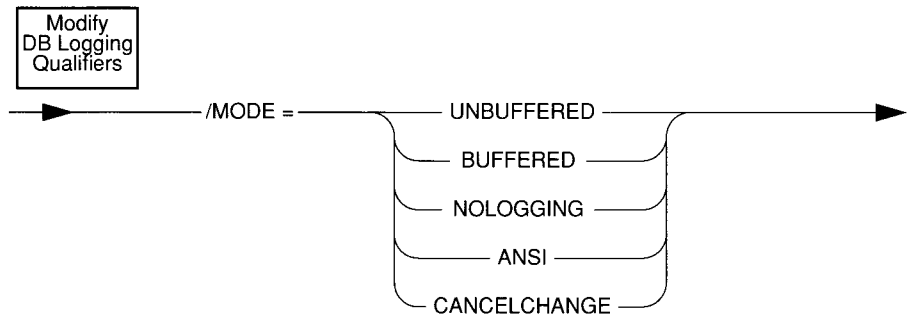 Modify
DB Logging
Qualifiers
/MODE = UNBUFFERED
BUFFERED
NOLOGGING
ANSI
CANCELCHANGE